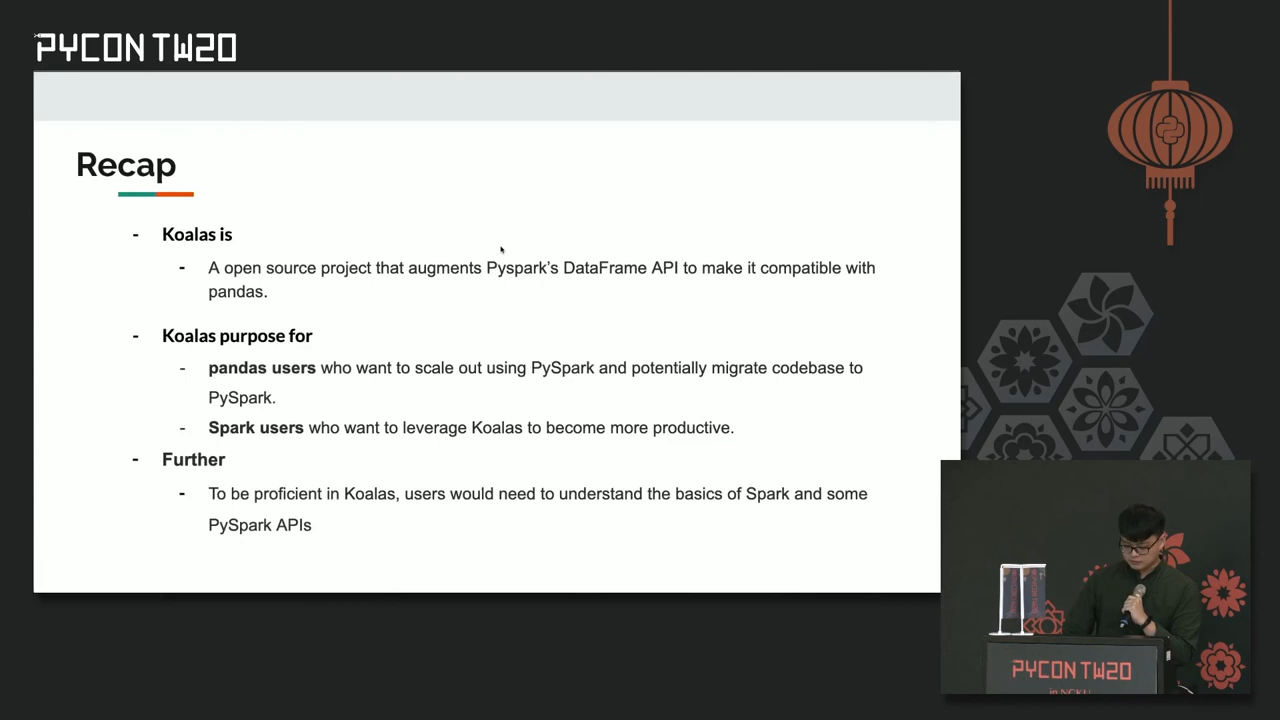 PYCON TW20
Recap
- Koalas is
- A open source project that augments Pyspark's DataFrame API to make it compatible with
pandas.
- Koalas purpose for
- pandas users who want to scale out using PySpark and potentially migrate codebase to
PySpark.
- Spark users who want to leverage Koalas to become more productive.
- Further
- To be proficient in Koalas, users would need to understand the basics of Spark and some
PySpark APIs
PYCON TW20
in NCKU